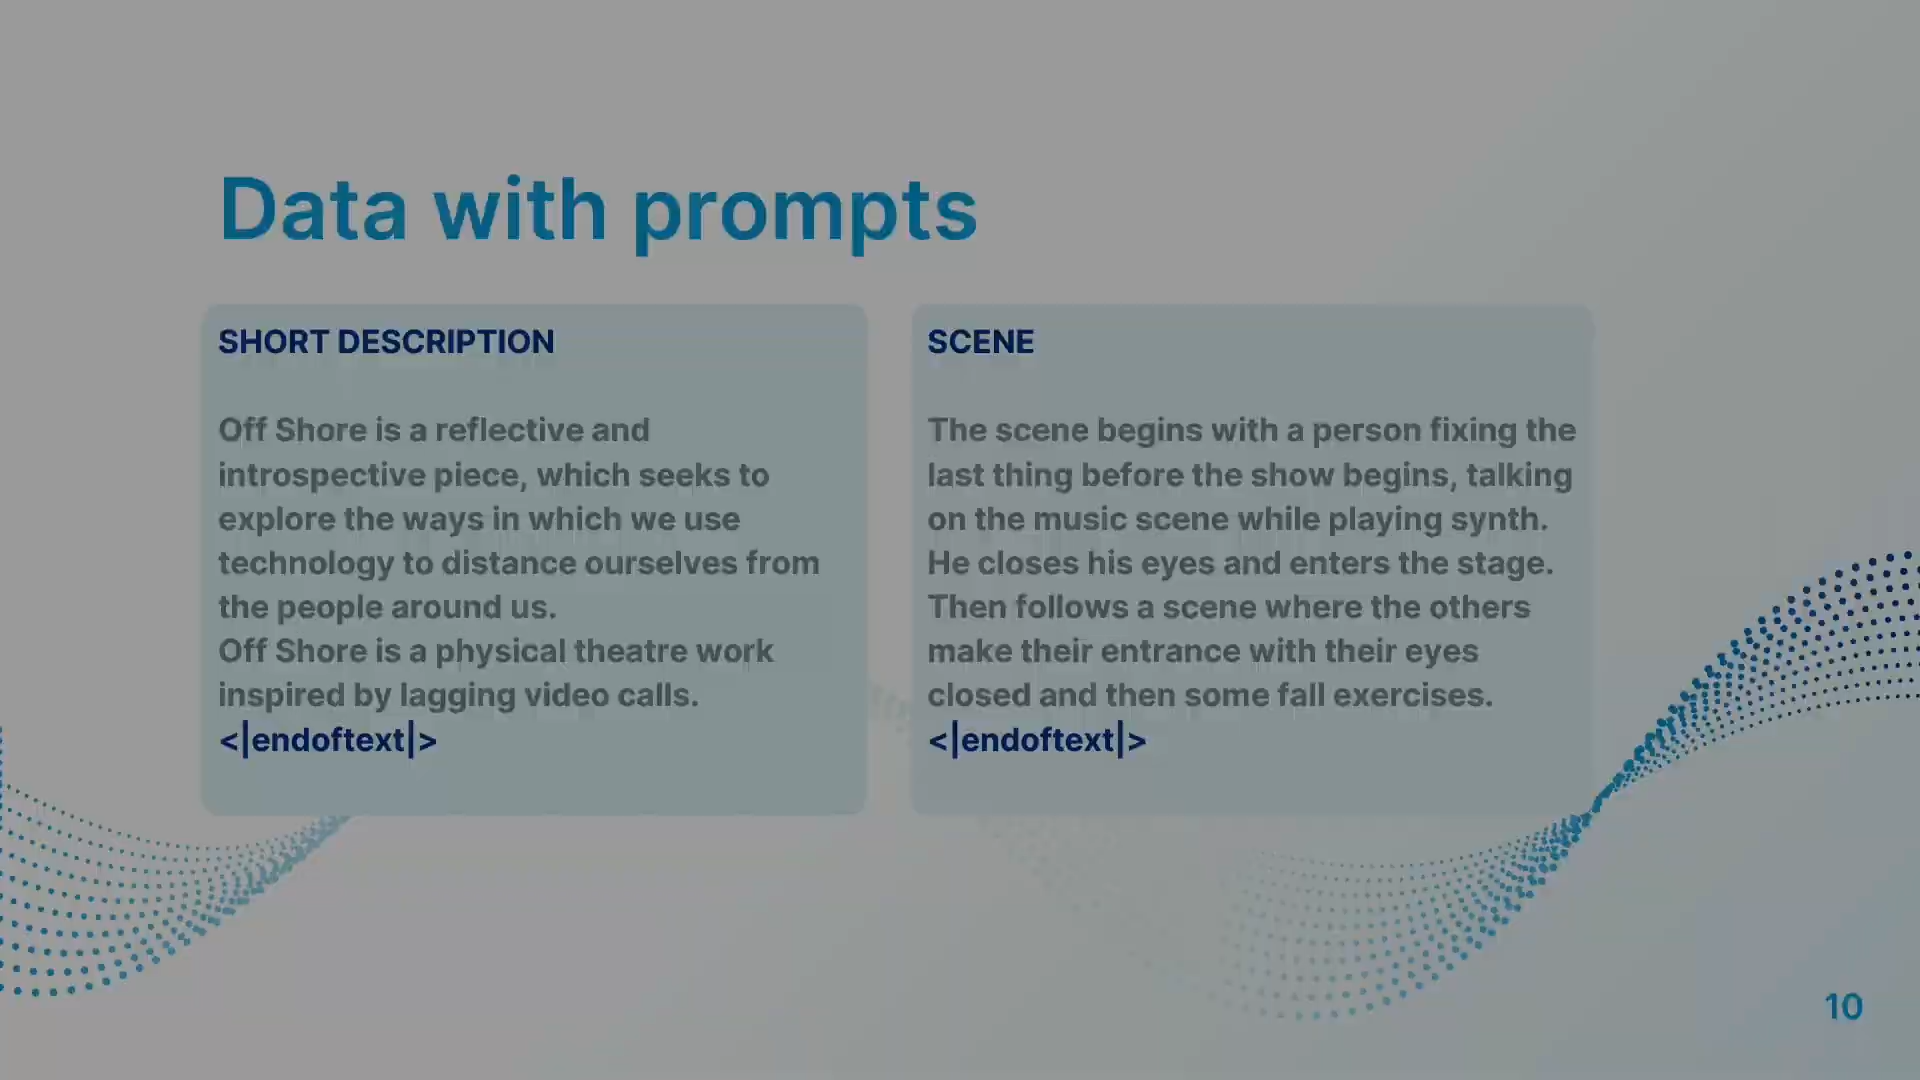 Data with prompts
SHORT DESCRIPTION
Off Shore is a reflective and
introspective piece, which seeks to
explore the ways in which we use
technology to distance ourselves from
the people around us.
Off Shore is a physical theatre work
inspired by lagging video calls.
<|endoftext|>
SCENE
The scene begins with a person fixing the
last thing before the show begins, talking
on the music scene while playing synth.
He closes his eyes and enters the stage.
Then follows a scene where the others
make their entrance with their eyes
closed and then some fall exercises.
<|endoftext|>
10